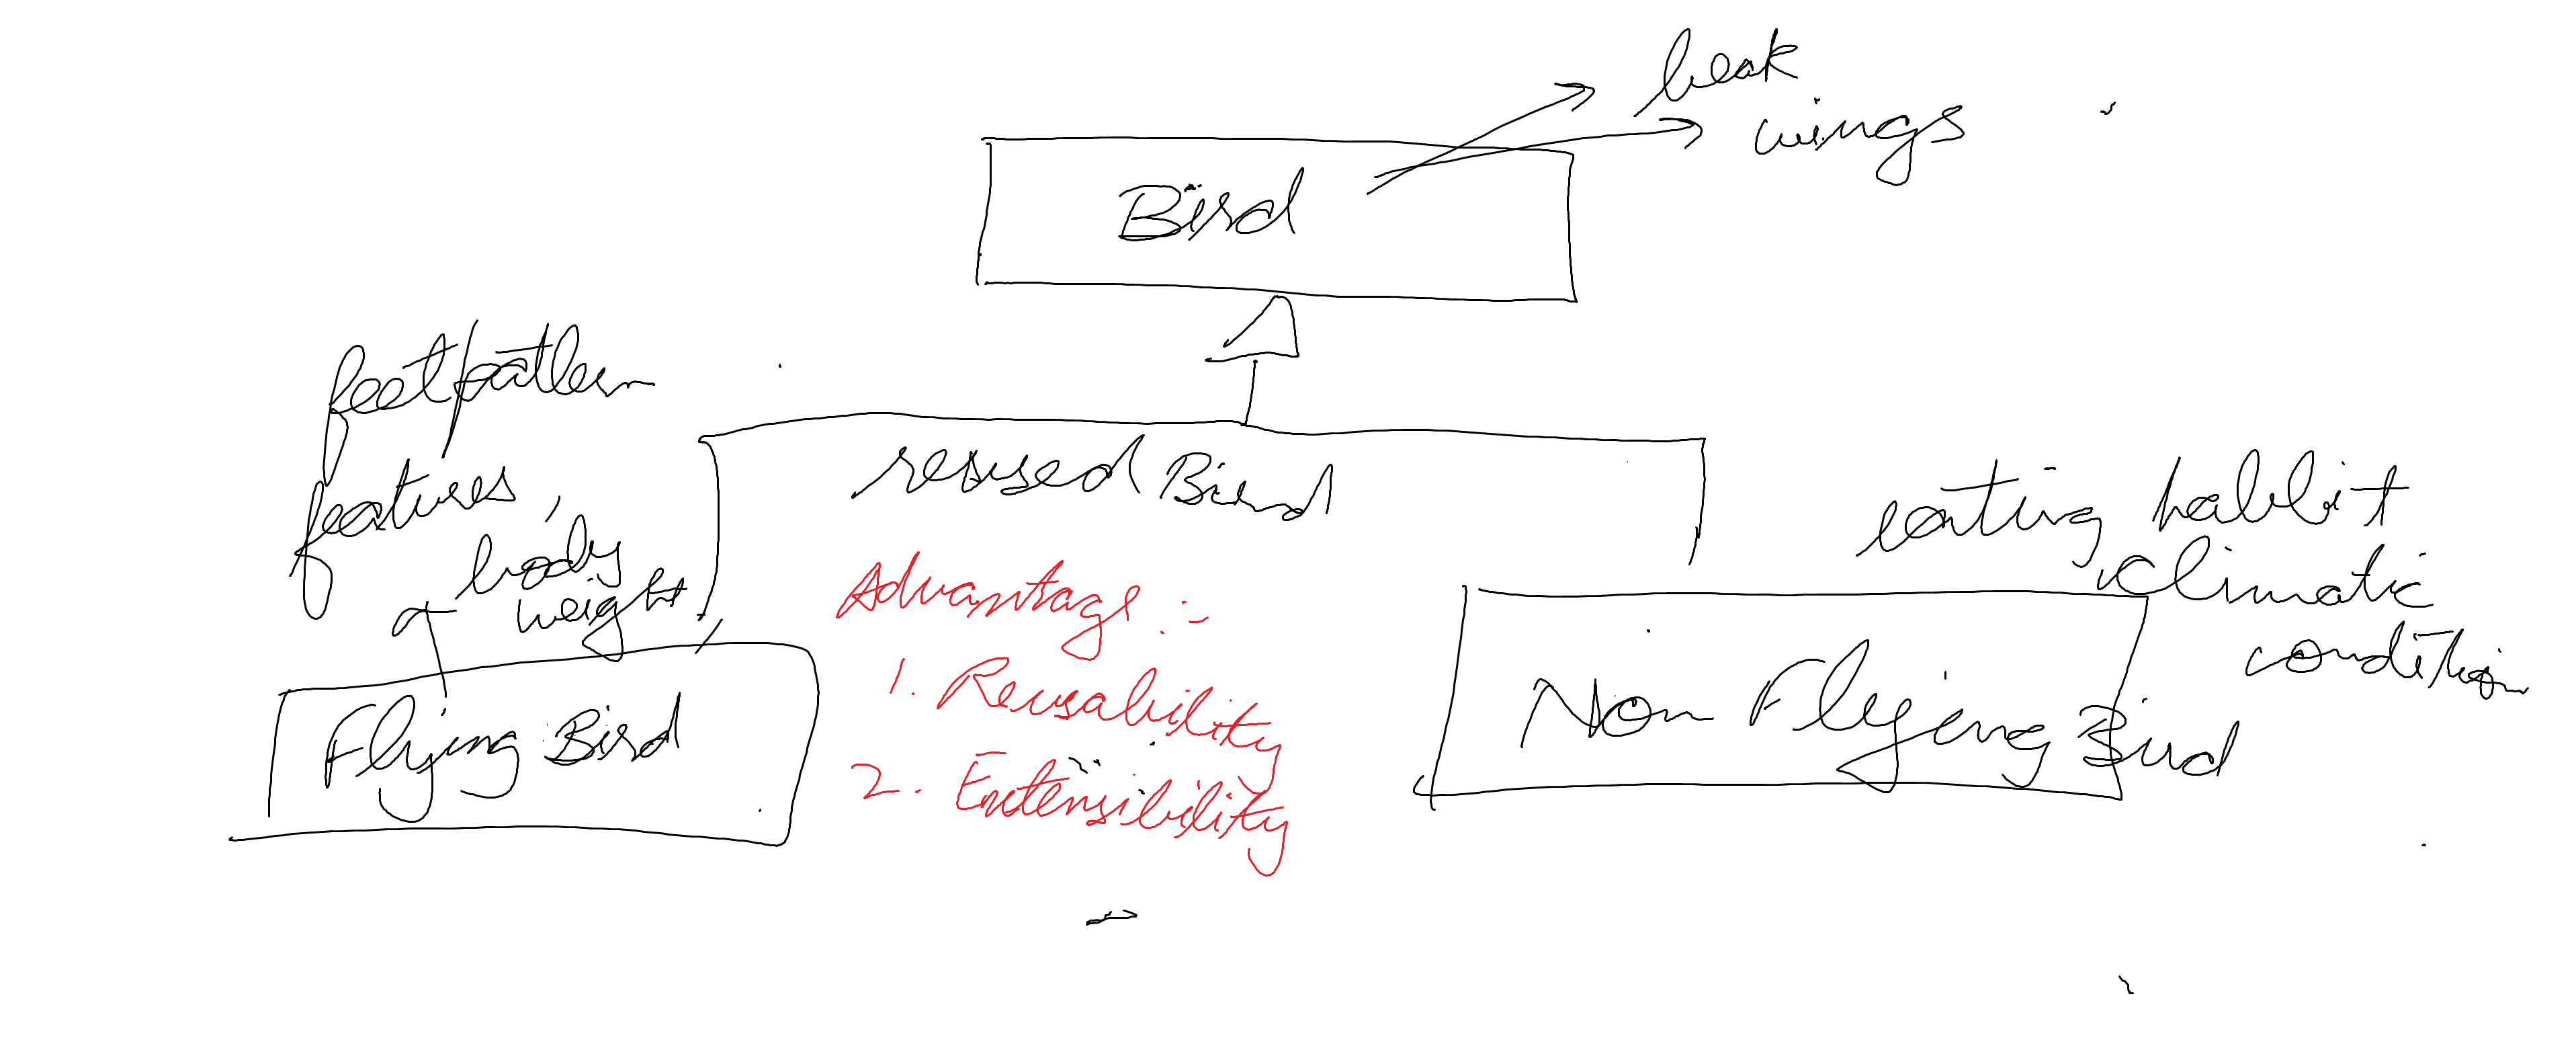 beak
wings
Bird
feet/pattern
features,
body
weight
reused Bird
eating habbit
,climatic
condition
Advantage :-
1. Reusability
2. Extensibility
Flying Bird
Non Flying Bird